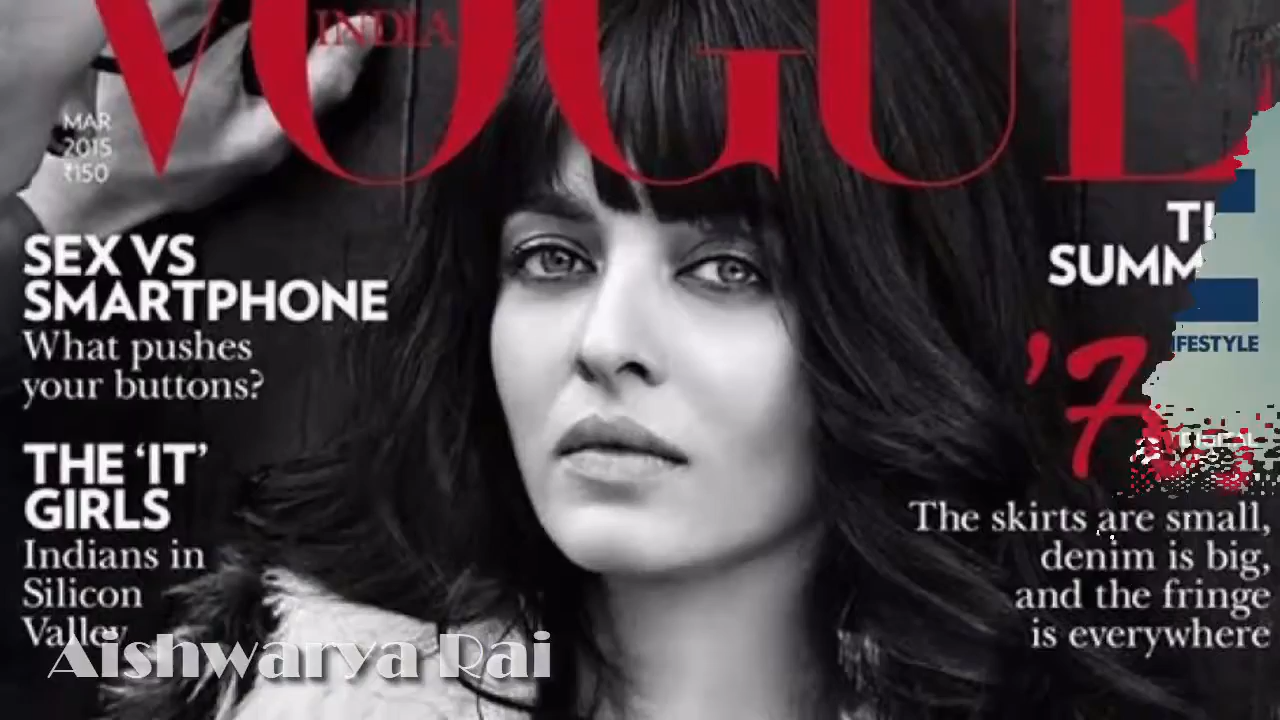 VOGUE
INDIA
MAR
2015
₹150
SEX VS
SMARTPHONE
What pushes
your buttons?
THE ‘IT’
GIRLS
Indians in
Silicon
Valley
SUMM
IFESTYLE
The skirts are small,
denim is big,
and the fringe
is everywhere
Aishwarya Rai